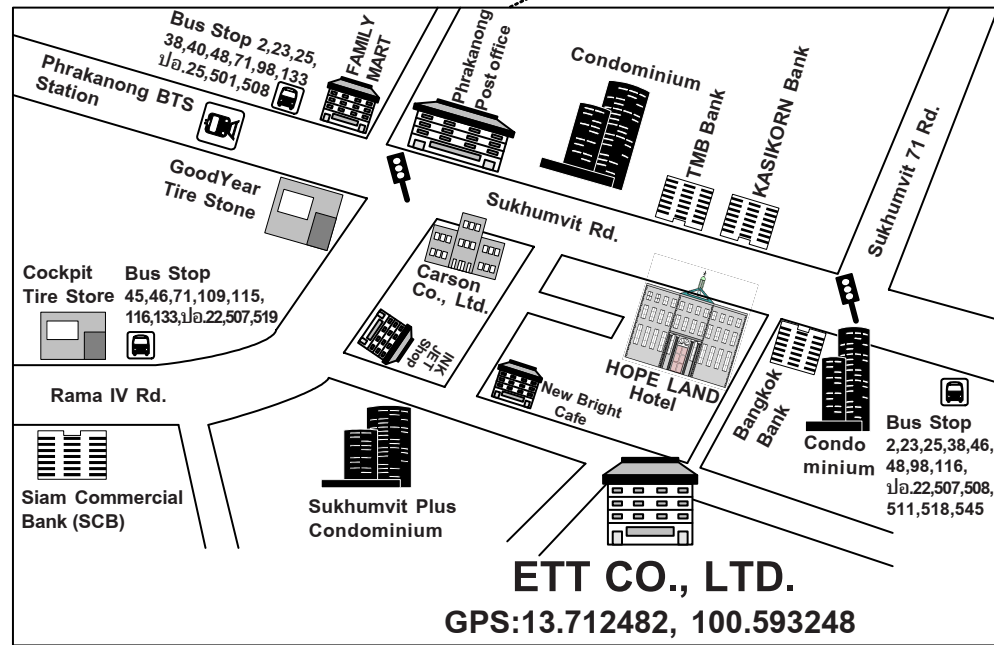 Bus Stop 2,23,25,
38,40,48,71,98,133
ปอ.25,501,508
FAMILY
MART
Phrakanong
Post office
Condominium
TMB Bank
KASIKORN Bank
Sukhumvit 71 Rd.
Phrakanong BTS
Station
GoodYear
Tire Stone
Sukhumvit Rd.
Cockpit
Tire Store
Bus Stop
45,46,71,109,115,
116,133,ปอ.22,507,519
Carson
Co., Ltd.
INK
JET
Shop
HOPE LAND
Hotel
New Bright
Cafe
Bangkok
Bank
Condo
minium
Bus Stop
2,23,25,38,46,
48,98,116,
ปอ.22,507,508,
511,518,545
Rama IV Rd.
Siam Commercial
Bank (SCB)
Sukhumvit Plus
Condominium
ETT CO., LTD.
GPS:13.712482, 100.593248